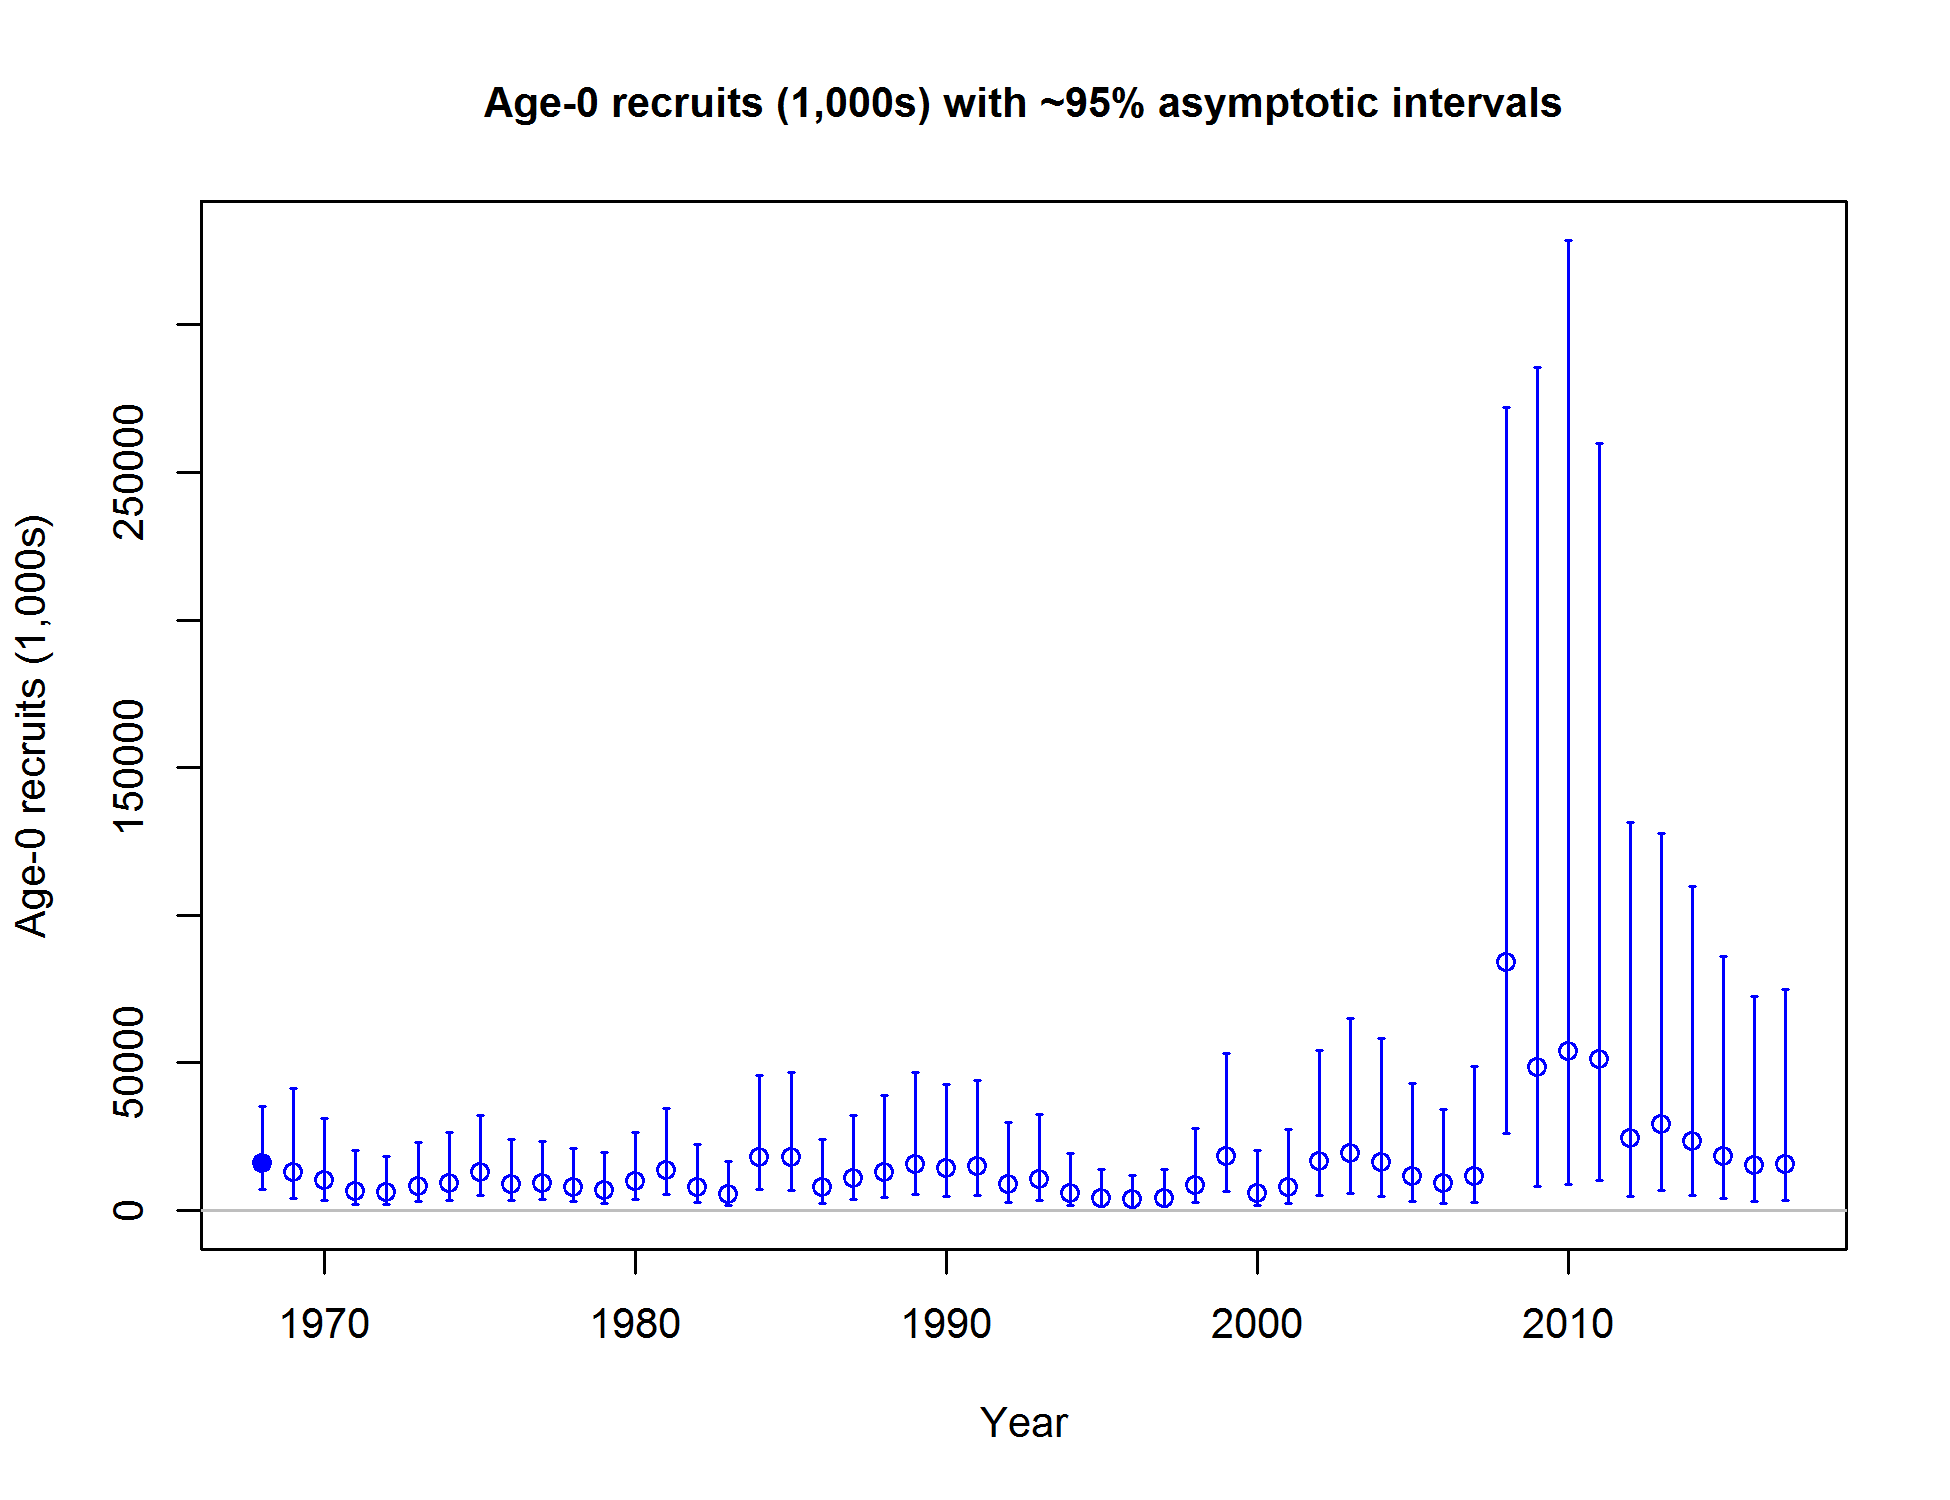 Age-0 recruits (1,000s) with ~95% asymptotic intervals
Age-0 recruits (1,000s)
250000
150000
50000
0
1970 1980 1990 2000 2010
Year